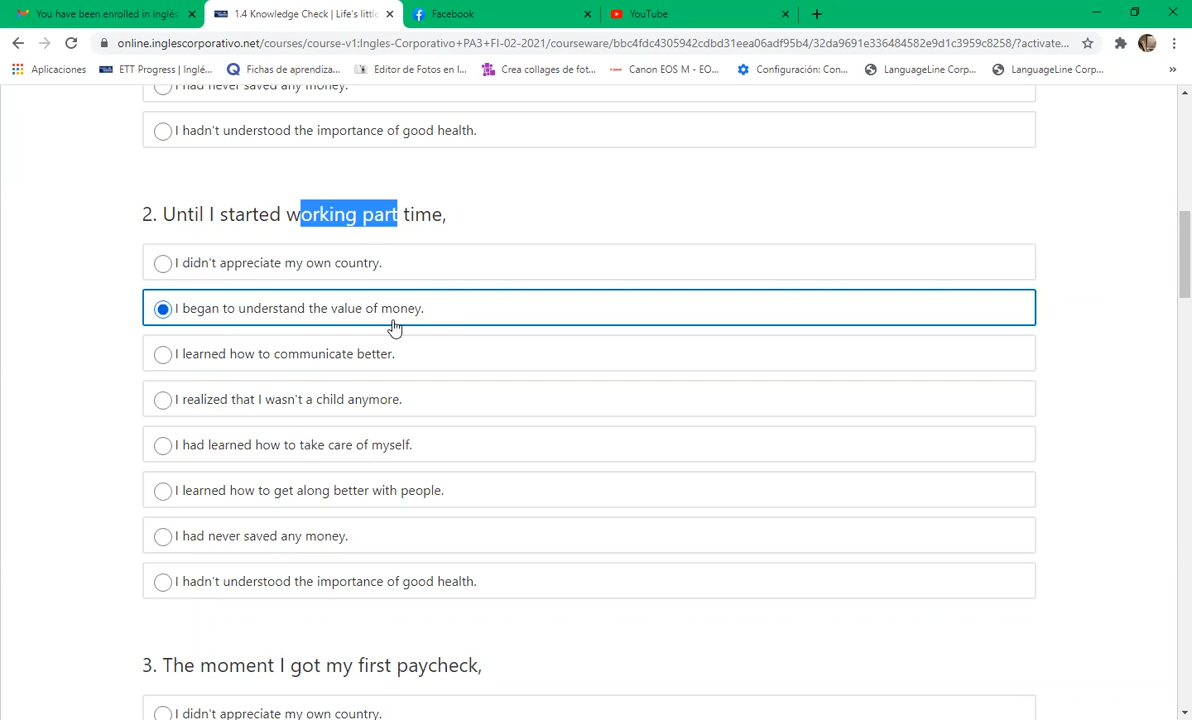 You have been enrolled in Inglés
1.4 Knowledge Check | Life's little
Facebook
YouTube
online.inglescorporativo.net/courses/course-v1:Ingles-Corporativo+PA3+FI-02-2021/courseware/bbc4fdc4305942cdbd31eea06adf95b4/32da9691e336484582e9d1c3959c8258/?activate...
Aplicaciones
ETT Progress | Inglé...
Fichas de aprendiza...
Editor de Fotos en l...
Crea collages de fot...
Canon EOS M - EO...
Configuración: Con...
LanguageLine Corp...
LanguageLine Corp...
»
I had never saved any money.
I hadn't understood the importance of good health.
2. Until I started working part time,
I didn't appreciate my own country.
I began to understand the value of money.
I learned how to communicate better.
I realized that I wasn't a child anymore.
I had learned how to take care of myself.
I learned how to get along better with people.
I had never saved any money.
I hadn't understood the importance of good health.
3. The moment I got my first paycheck,
I didn't appreciate my own country.